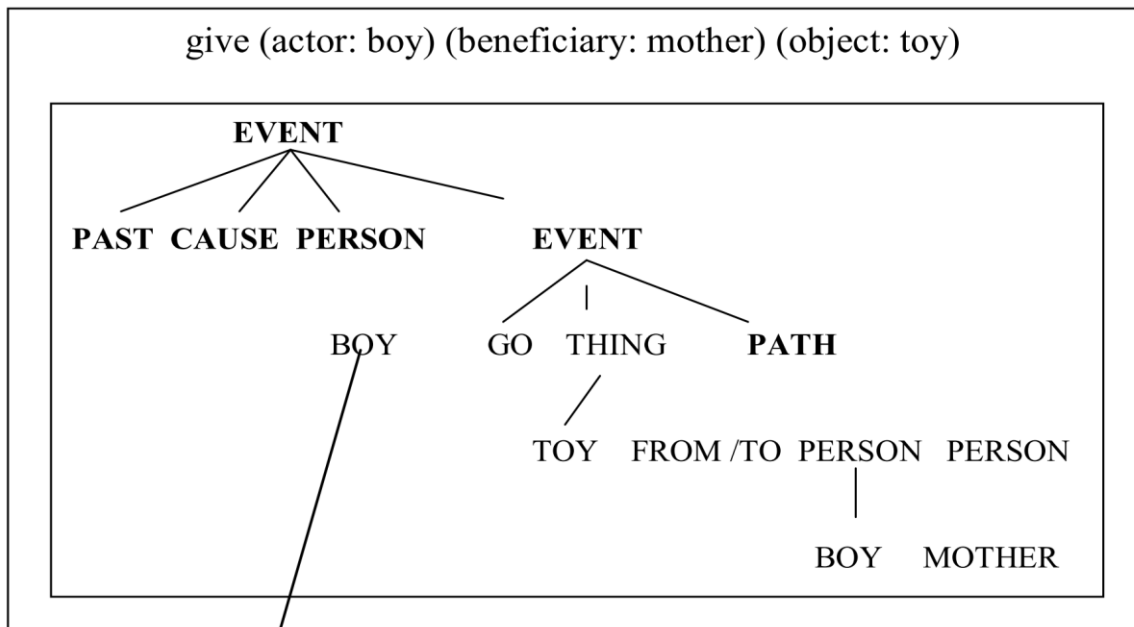 give (actor: boy) (beneficiary: mother) (object: toy)
EVENT
PAST CAUSE PERSON EVENT
BOY GO THING PATH
TOY FROM /TO PERSON PERSON
BOY MOTHER